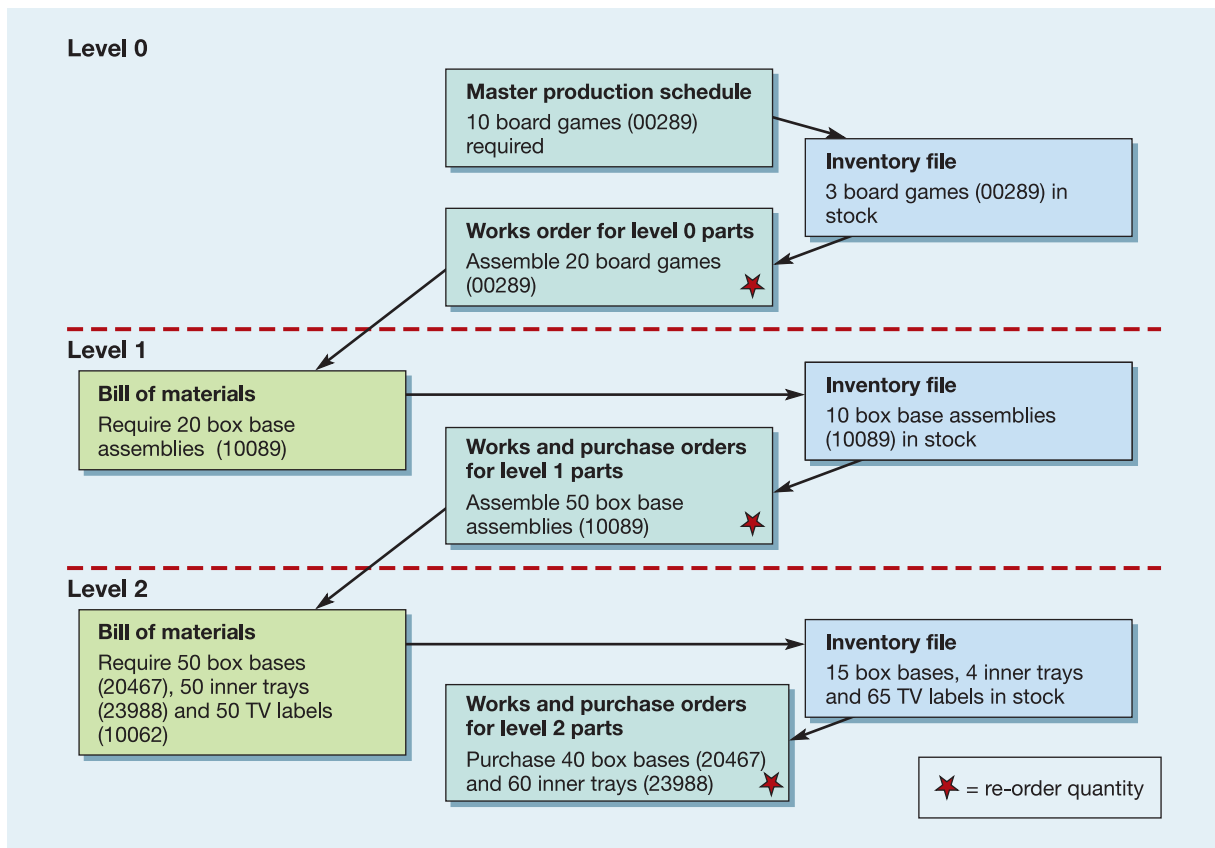 Level 0
Master production schedule
10 board games (00289)
required
Inventory file
3 board games (00289) in
stock
Works order for level 0 parts
Assemble 20 board games
(00289)
Level 1
Bill of materials
Require 20 box base
assemblies (10089)
Inventory file
10 box base assemblies
(10089) in stock
Works and purchase orders
for level 1 parts
Assemble 50 box base
assemblies (10089)
Level 2
Bill of materials
Require 50 box bases
(20467), 50 inner trays
(23988) and 50 TV labels
(10062)
Inventory file
15 box bases, 4 inner trays
and 65 TV labels in stock
Works and purchase orders
for level 2 parts
Purchase 40 box bases (20467)
and 60 inner trays (23988)
= re-order quantity